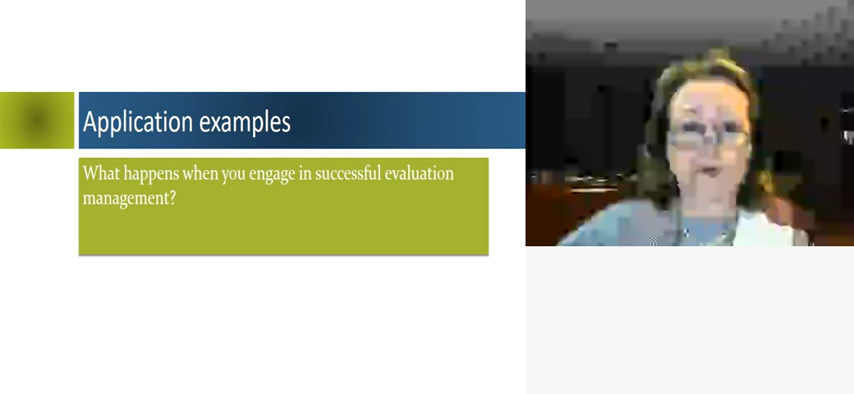 Application examples
What happens when you engage in successful evaluation
management?